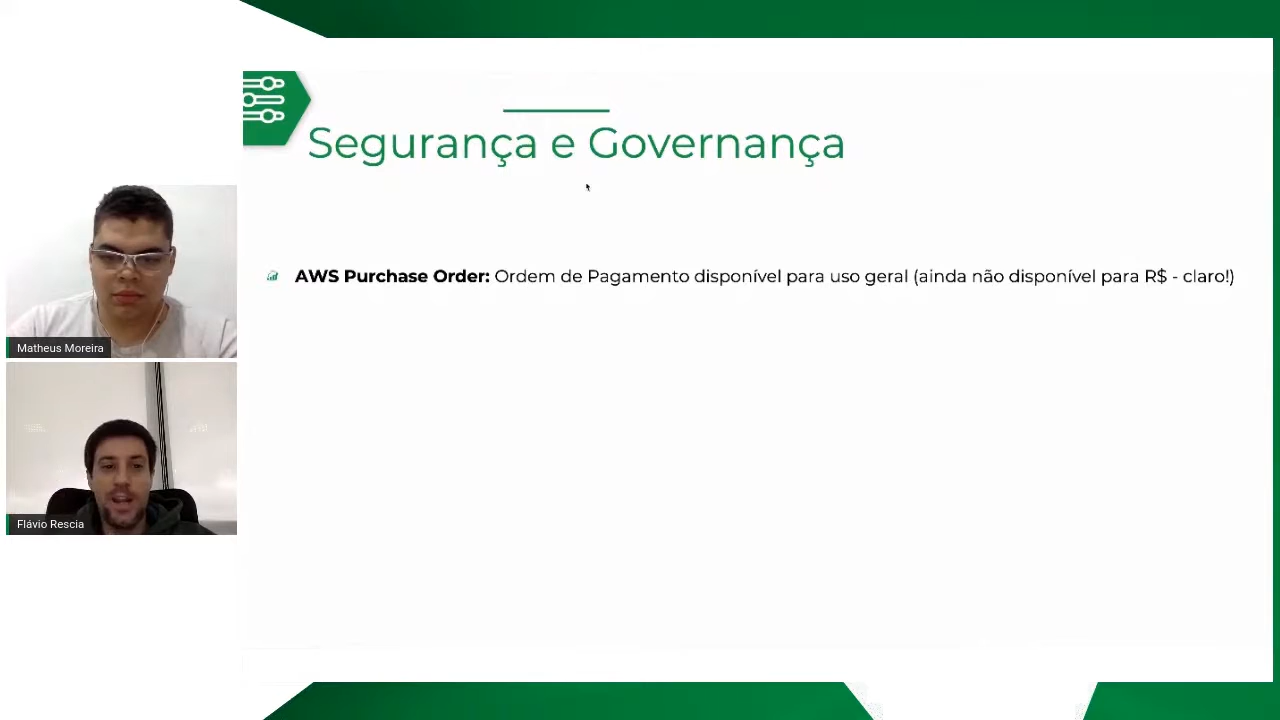 Segurança e Governança
AWS Purchase Order: Ordem de Pagamento disponível para uso geral (ainda não disponível para R$ - claro!)
Matheus Moreira
Flávio Rescia